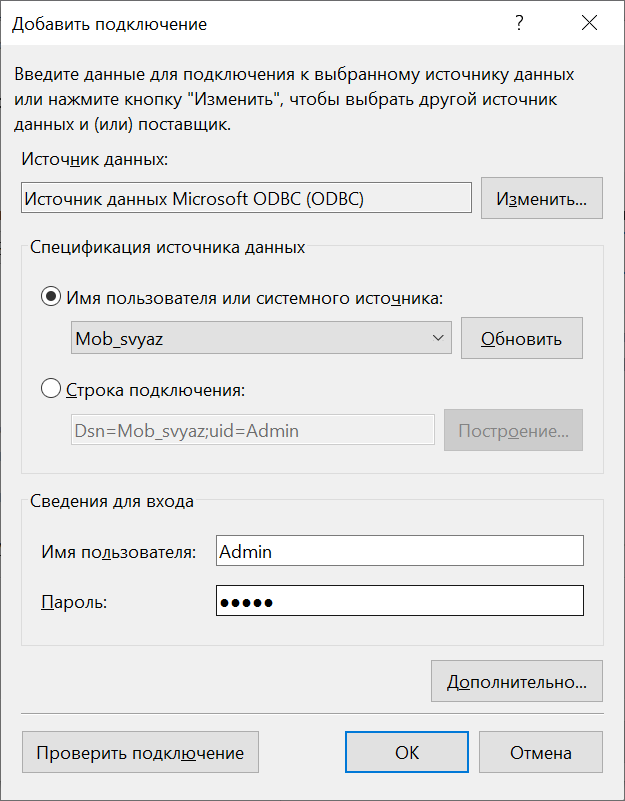 Добавить подключение
?
Введите данные для подключения к выбранному источнику данных
или нажмите кнопку "Изменить", чтобы выбрать другой источник
данных и (или) поставщик.
Источник данных:
Источник данных Microsoft ODBC (ODBC)
Изменить...
Спецификация источника данных
Имя пользователя или системного источника:
Mob_svyaz
Обновить
Строка подключения:
Dsn=Mob_svyaz;uid=Admin
Построение...
Сведения для входа
Имя пользователя:
Admin
Пароль:
●●●●●
Дополнительно...
Проверить подключение
ОК
Отмена